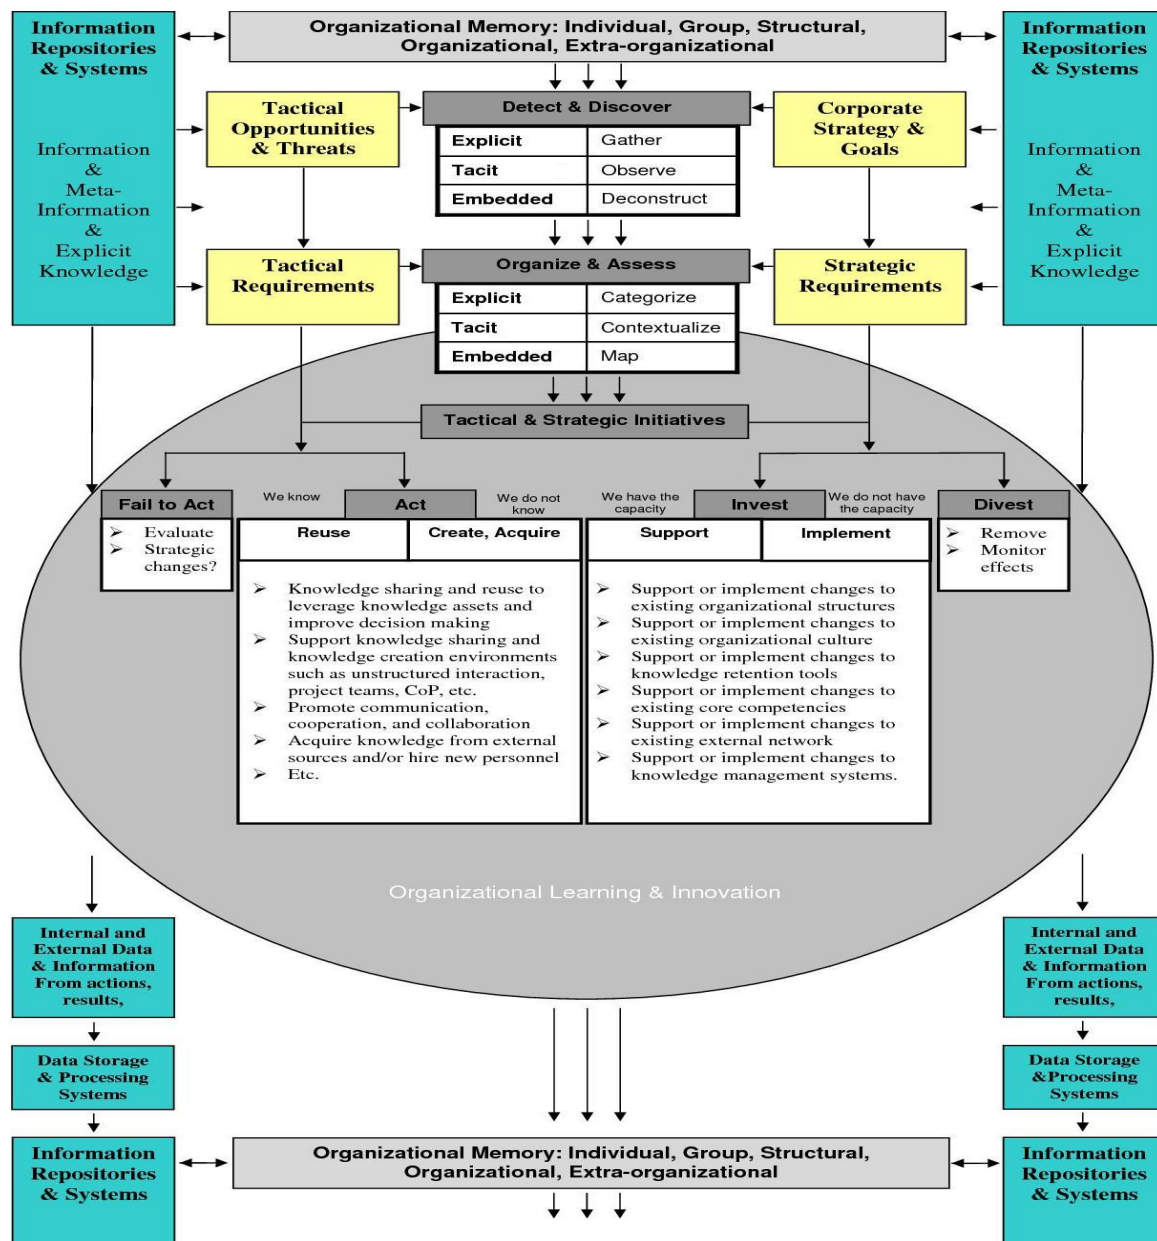 Information
Repositories
& Systems
Information
&
Meta-
Information
&
Explicit
Knowledge
Organizational Memory: Individual, Group, Structural,
Organizational, Extra-organizational
Information
Repositories
& Systems
Information
&
Meta-
Information
&
Explicit
Knowledge
Tactical
Opportunities
& Threats
Detect & Discover
Explicit Gather
Tacit Observe
Embedded Deconstruct
Corporate
Strategy &
Goals
Tactical
Requirements
Organize & Assess
Explicit Categorize
Tacit Contextualize
Embedded Map
Strategic
Requirements
Tactical & Strategic Initiatives
Fail to Act
➢ Evaluate
➢ Strategic
changes?
We know
Act
We do not
know
Reuse
Create, Acquire
➢ Knowledge sharing and reuse to
leverage knowledge assets and
improve decision making
➢ Support knowledge sharing and
knowledge creation environments
such as unstructured interaction,
project teams, CoP, etc.
➢ Promote communication,
cooperation, and collaboration
➢ Acquire knowledge from external
sources and/or hire new personnel
➢ Etc.
We have the
capacity
Invest
We do not have
the capacity
Support
Implement
➢ Support or implement changes to
existing organizational structures
➢ Support or implement changes to
existing organizational culture
➢ Support or implement changes to
knowledge retention tools
➢ Support or implement changes to
existing core competencies
➢ Support or implement changes to
existing external network
➢ Support or implement changes to
knowledge management systems.
Divest
➢ Remove
➢ Monitor
effects
Organizational Learning & Innovation
Internal and
External Data
& Information
From actions,
results,
Data Storage
& Processing
Systems
Information
Repositories
& Systems
Organizational Memory: Individual, Group, Structural,
Organizational, Extra-organizational
Internal and
External Data
& Information
From actions,
results,
Data Storage
&Processing
Systems
Information
Repositories
& Systems